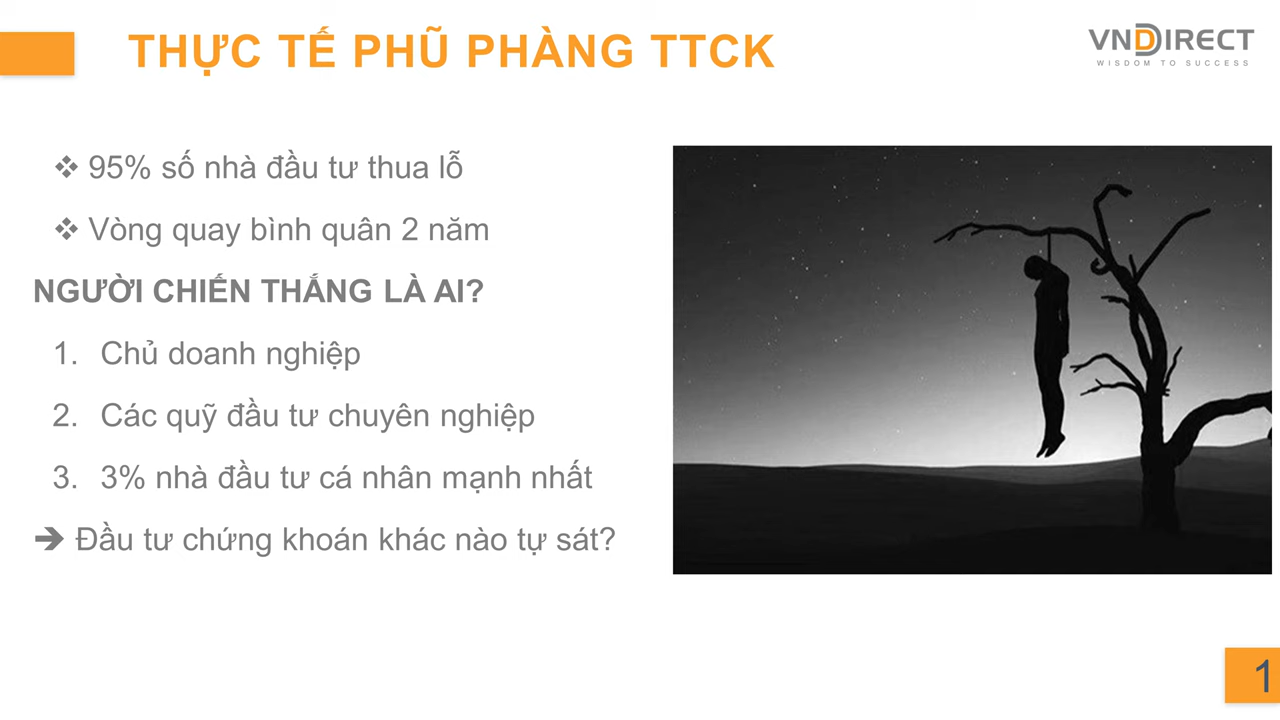 THỰC TẾ PHŨ PHÀNG TTCK
VNDIRECT
WISDOM TO SUCCESS
❖ 95% số nhà đầu tư thua lỗ
❖ Vòng quay bình quân 2 năm
NGƯỜI CHIẾN THẮNG LÀ AI?
1. Chủ doanh nghiệp
2. Các quỹ đầu tư chuyên nghiệp
3. 3% nhà đầu tư cá nhân mạnh nhất
➔ Đầu tư chứng khoán khác nào tự sát?
1